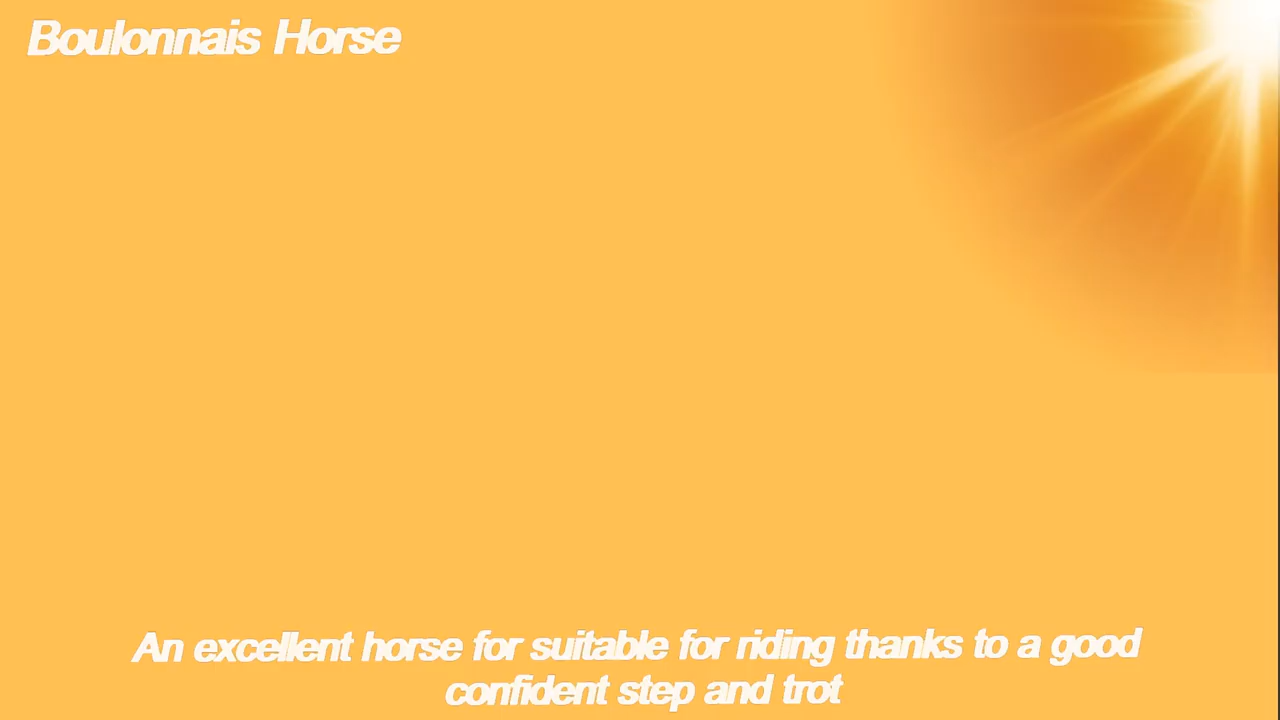 Boulonnais Horse
An excellent horse for suitable for riding thanks to a good
confident step and trot